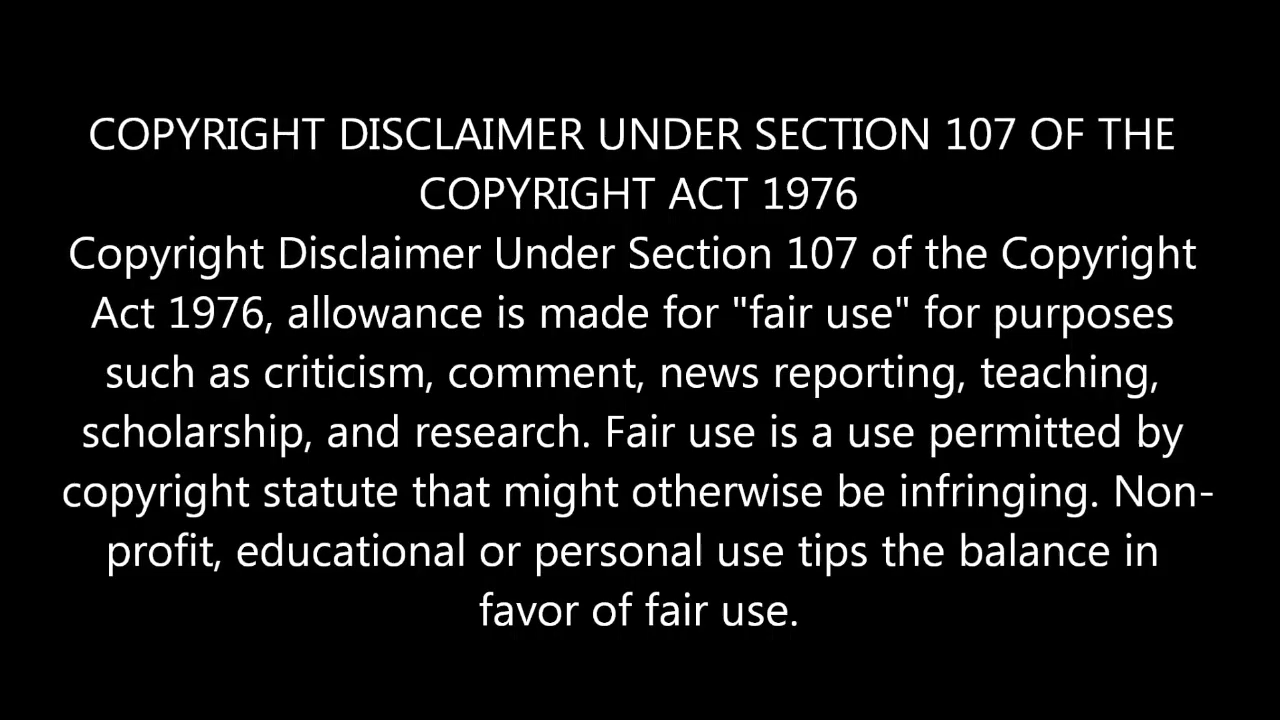 COPYRIGHT DISCLAIMER UNDER SECTION 107 OF THE
COPYRIGHT ACT 1976
Copyright Disclaimer Under Section 107 of the Copyright
Act 1976, allowance is made for "fair use" for purposes
such as criticism, comment, news reporting, teaching,
scholarship, and research. Fair use is a use permitted by
copyright statute that might otherwise be infringing. Non-
profit, educational or personal use tips the balance in
favor of fair use.